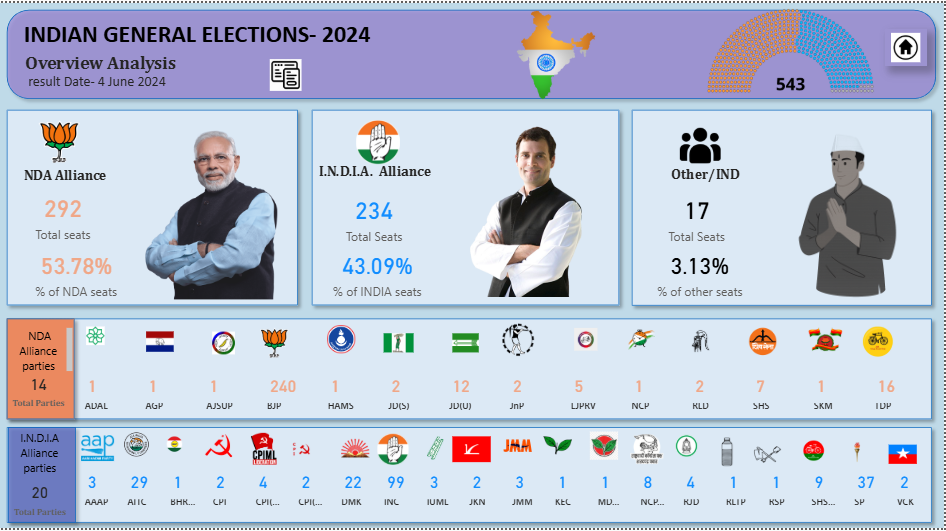 INDIAN GENERAL ELECTIONS- 2024
Overview Analysis
result Date- 4 June 2024
543
NDA Alliance
292
Total seats
53.78%
% of NDA seats
I.N.D.I.A. Alliance
234
Total Seats
43.09%
% of INDIA seats
Other/IND
17
Total Seats
3.13%
% of other seats
NDA
Alliance
parties
14
Total Parties
1 1 1 240 1 2 12 2 5 1 2 7 1 16
ADAL AGP AJSUP BJP HAMS JD(S) JD(U) JnP LJPRV NCP RLD SHS SKM TDP
I.N.D.I.A
Alliance
parties
20
Total Parties
aap
CPIML
JMM
3 29 1 2 4 2 22 99 1 2 3 1 1 8 4 1 1 9 37 2
AAAP AITC BHR... CPI CPI(... CPI(... DMK INC IUML JKN JMM KEC MD... NCP... RJD RLTP RSP SHS... SP VCK